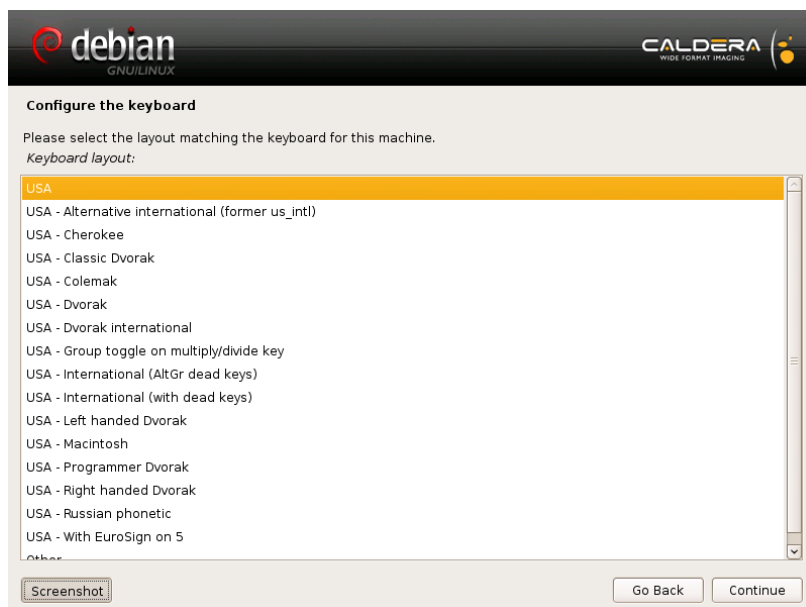 debian
GNU/LINUX
CALDERA
WIDE FORMAT IMAGING
Configure the keyboard
Please select the layout matching the keyboard for this machine.
Keyboard layout:
USA
USA - Alternative international (former us_intl)
USA - Cherokee
USA - Classic Dvorak
USA - Colemak
USA - Dvorak
USA - Dvorak international
USA - Group toggle on multiply/divide key
USA - International (AltGr dead keys)
USA - International (with dead keys)
USA - Left handed Dvorak
USA - Macintosh
USA - Programmer Dvorak
USA - Right handed Dvorak
USA - Russian phonetic
USA - With EuroSign on 5
Other
Screenshot
Go Back
Continue